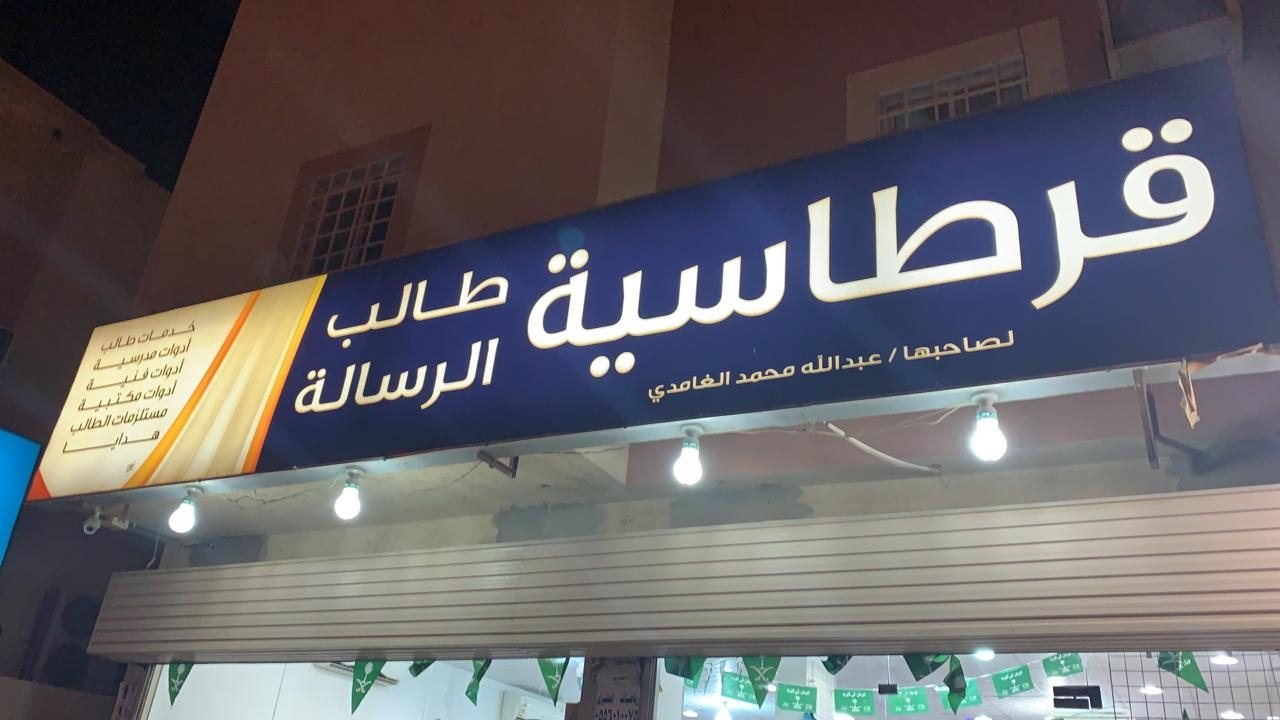 قرطاسية
طالب
الرسالة
لصاحبها / عبدالله محمد الغامدي
خدمات طالب
أدوات مدرسية
أدوات فنية
أدوات مكتبية
مستلزمات الطالب
هدايا